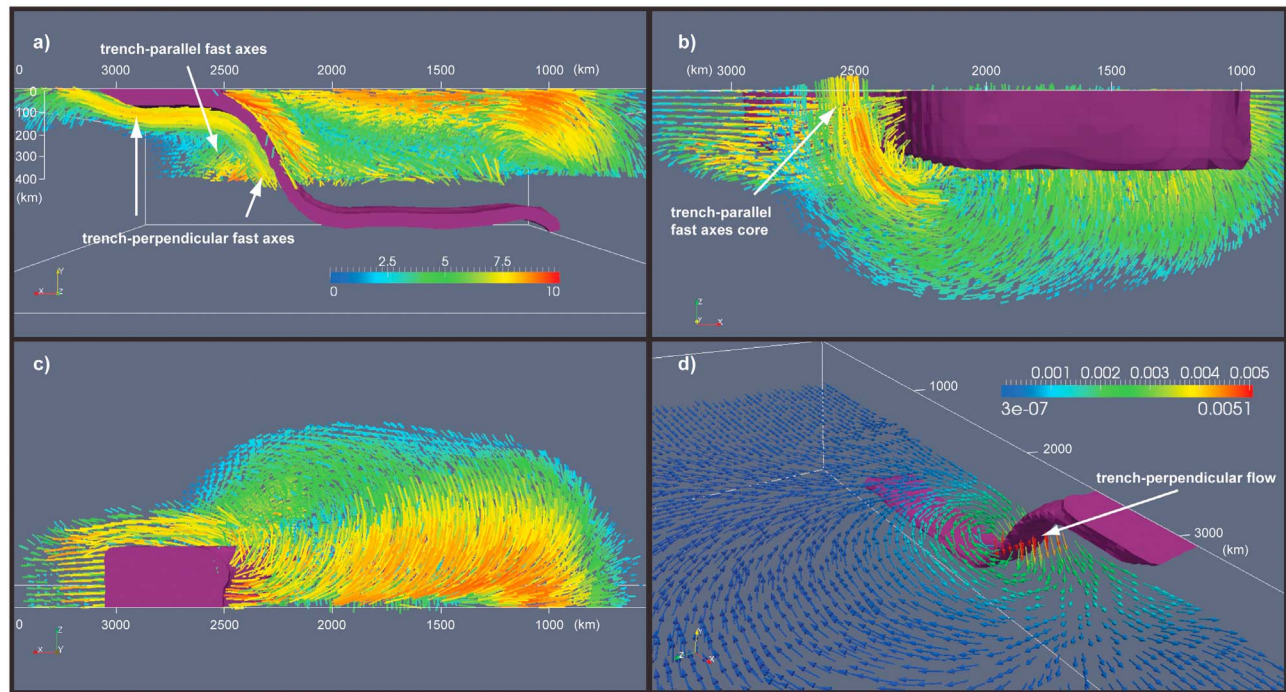 a)
trench-parallel fast axes
0 3000 2500 2000 (km) 1000
0
100
200
300
400
(km)
trench-perpendicular fast axes
2.5 5 7.5
0 10
Y
X Z
b)
(km) 3000 2500 2000 1000
trench-parallel
fast axes core
Z
Y X
c)
0 3000 2500 2000 (km) 1000
Z
X Y
d)
1000
0.001 0.002 0.003 0.004 0.005
3e-07 0.0051
2000
trench-perpendicular flow
3000
(km)
Y
Z X